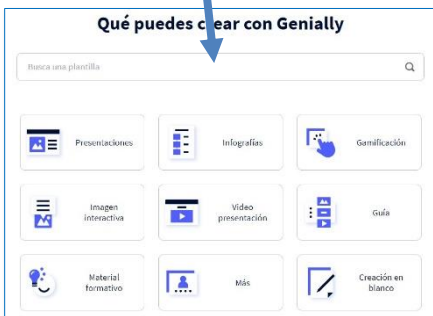 Qué puedes crear con Genially
Busca una plantilla
Presentaciones
Infografías
Gamificación
Imagen
interactiva
Video
presentación
Guía
Material
formativo
Más
Creación en
blanco